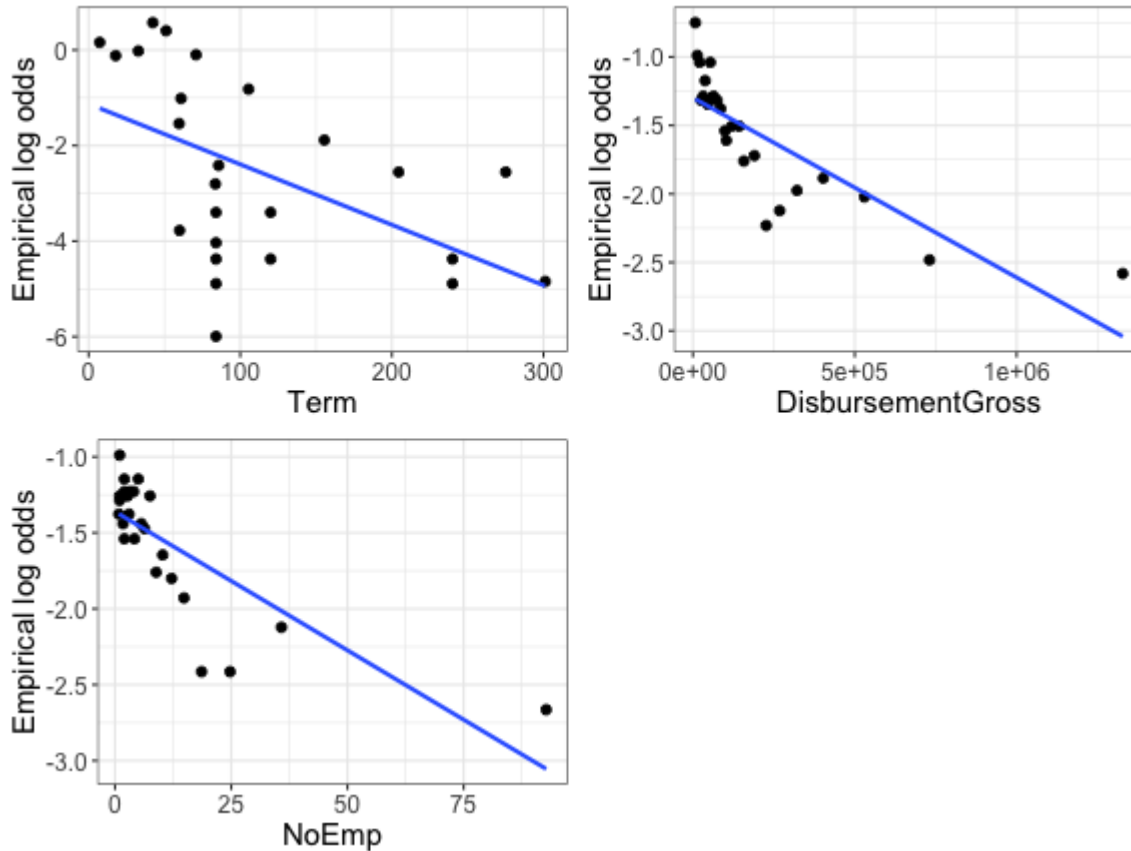 Empirical log odds
0
-2
-4
-6
0
100
200
300
Term
Empirical log odds
-1.0
-1.5
-2.0
-2.5
-3.0
0e+00
5e+05
1e+06
DisbursementGross
Empirical log odds
-1.0
-1.5
-2.0
-2.5
-3.0
0
25
50
75
NoEmp